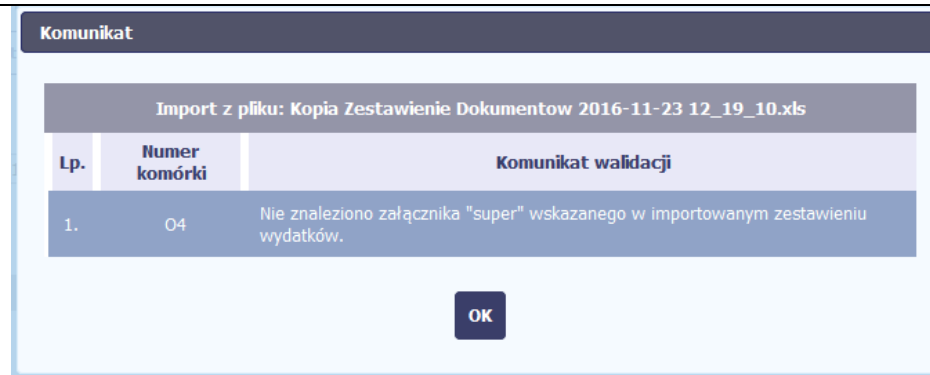 Komunikat
Import z pliku: Kopia Zestawienie Dokumentow 2016-11-23 12_19_10.xls
Lp.
Numer
komórki
Komunikat walidacji
1.
O4
Nie znaleziono załącznika "super" wskazanego w importowanym zestawieniu
wydatków.
OK